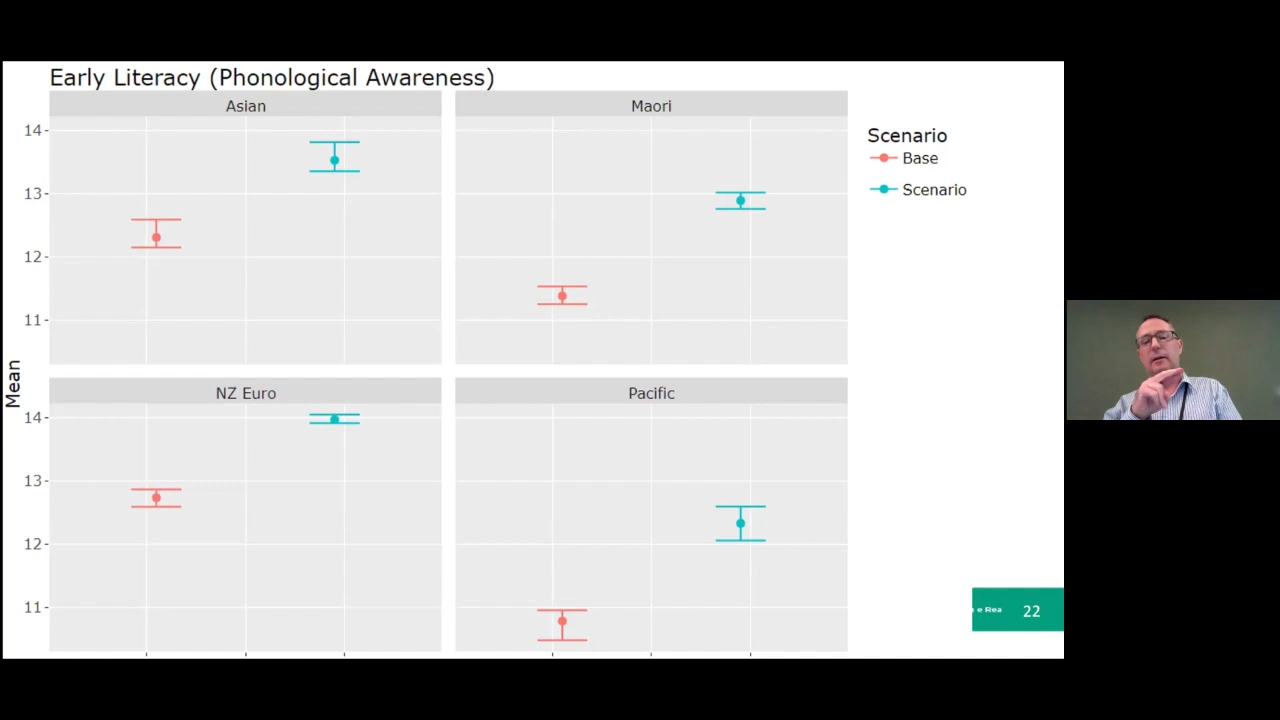 Early Literacy (Phonological Awareness)
Asian
Maori
14
13
12
11
Scenario
Base
Scenario
Mean
NZ Euro
Pacific
14
13
12
11
e Rea
22